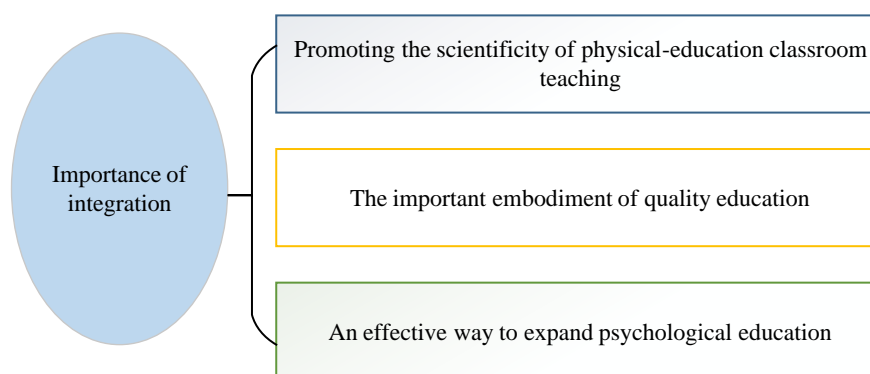 Importance of
integration
Promoting the scientificity of physical-education classroom
teaching
The important embodiment of quality education
An effective way to expand psychological education